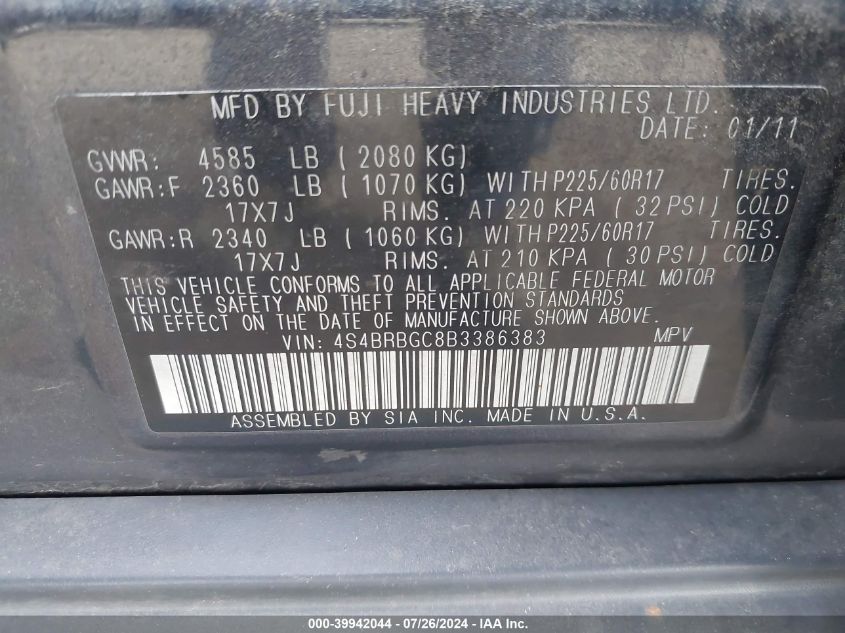 MFD BY FUJI HEAVY INDUSTRIES LTD.
DATE: 01/11
GVWR: 4585 LB ( 2080 KG)
GAWR:F 2360 LB ( 1070 KG) WITH P225/60R17 TIRES.
17X7J RIMS. AT 220 KPA ( 32 PSI) COLD
GAWR:R 2340 LB ( 1060 KG) WITH P225/60R17 TIRES.
17X7J RIMS. AT 210 KPA ( 30 PSI) COLD
THIS VEHICLE CONFORMS TO ALL APPLICABLE FEDERAL MOTOR
VEHICLE SAFETY AND THEFT PREVENTION STANDARDS
IN EFFECT ON THE DATE OF MANUFACTURE SHOWN ABOVE.
VIN: 4S4BRBGC8B3386383 MPV
ASSEMBLED BY SIA INC. MADE IN U.S.A.
000-39942044 - 07/26/2024 - IAA Inc.